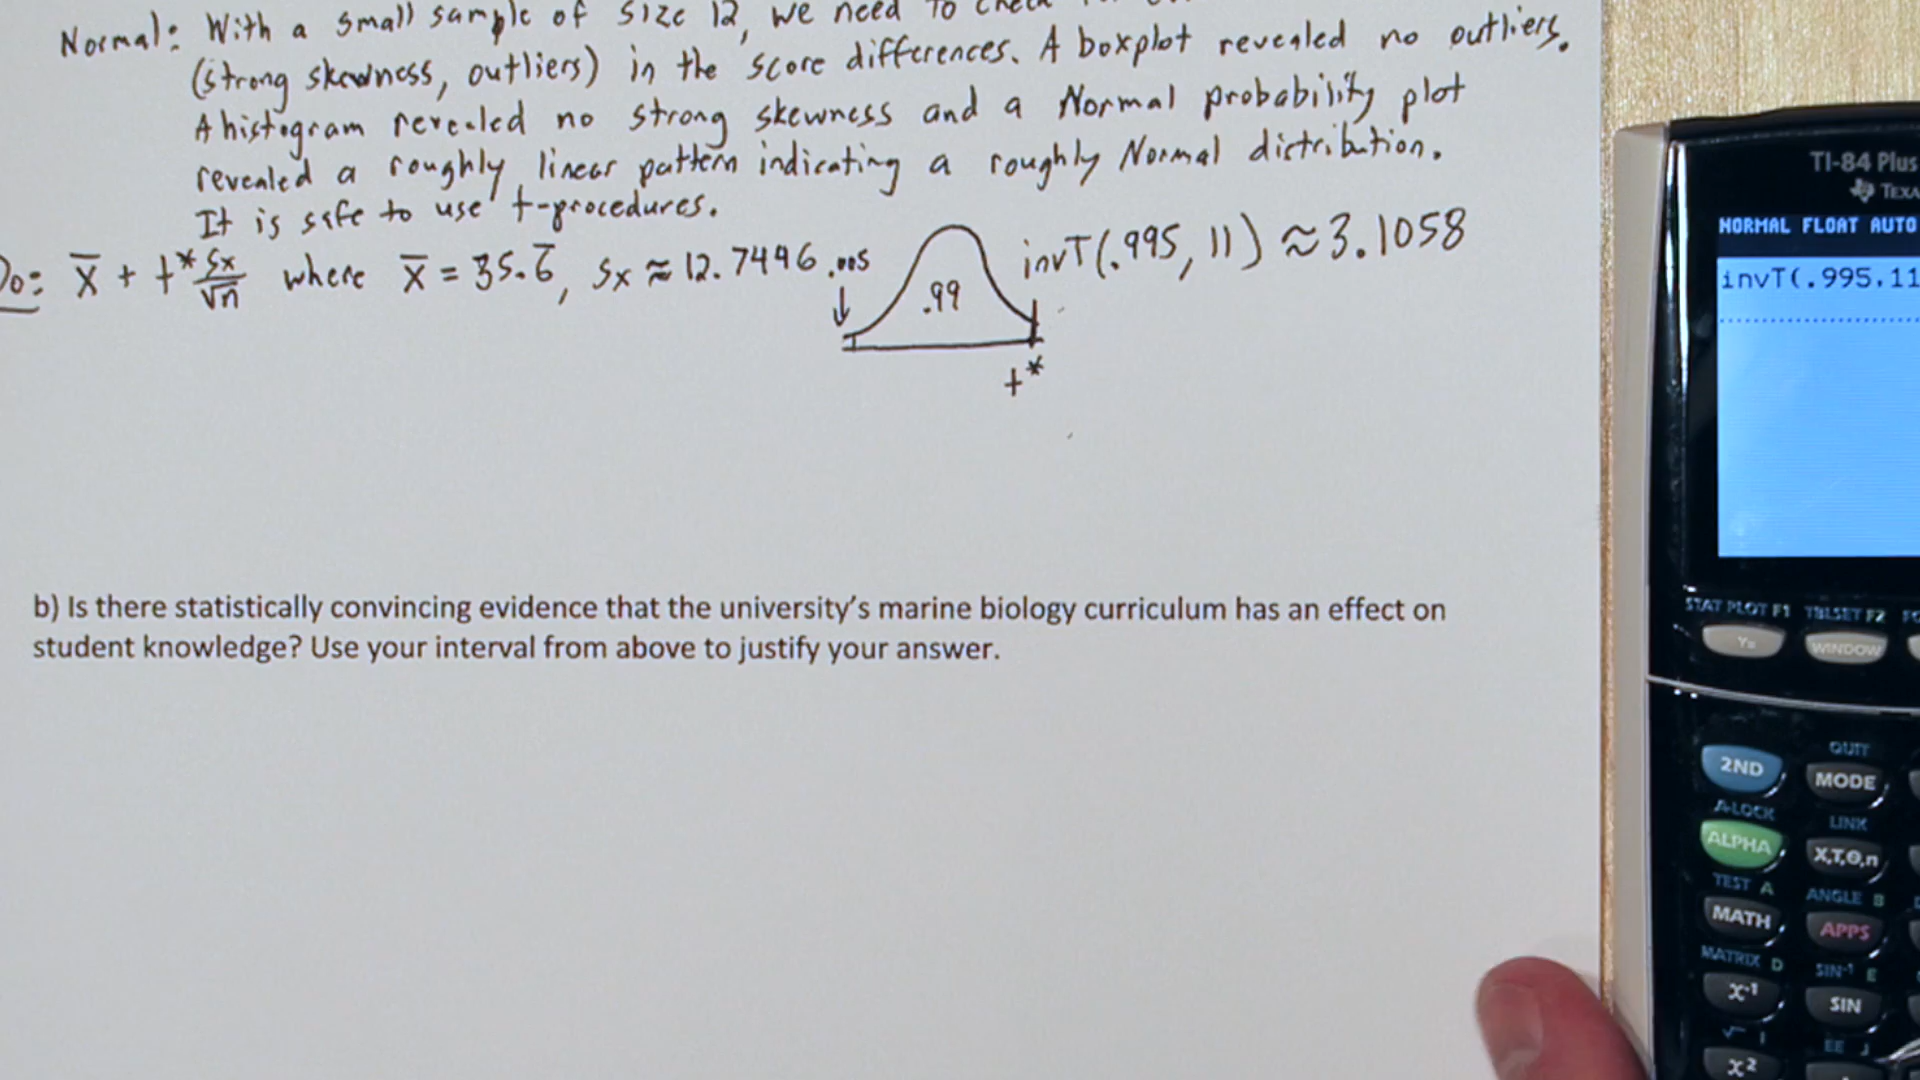 Normal: With a small sample of size 12, we need to check
(strong skewness, outliers) in the score differences. A boxplot revealed no outliers.
A histogram revealed no strong skewness and a Normal probability plot
revealed a roughly linear pattern indicating a roughly Normal distribution.
It is safe to use t-procedures.
Do: x̄ + t* sx/√n where x̄ = 35.6̅, sx ≈ 12.7496 .005 .99 t* invT(.995, 11) ≈ 3.1058
b) Is there statistically convincing evidence that the university's marine biology curriculum has an effect on
student knowledge? Use your interval from above to justify your answer.
TI-84 Plus
TEXA
NORMAL FLOAT AUTO
invT(.995,11
STAT PLOT F1 TBLSET F2
Y= WINDOW
QUIT
2ND MODE
A-LOCK LINK
ALPHA X,T,Θ,n
TEST A ANGLE B
MATH APPS
MATRIX D SIN-1 E
x-1 SIN
√ I EE J
x2